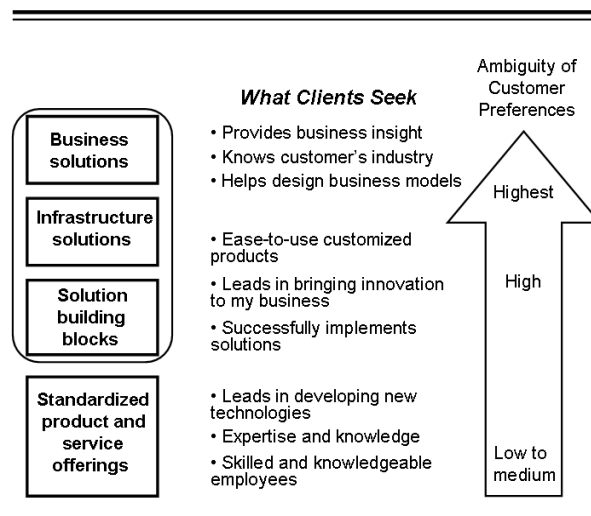 Ambiguity of
Customer
Preferences
What Clients Seek
Business
solutions
• Provides business insight
• Knows customer's industry
• Helps design business models
Highest
Infrastructure
solutions
• Ease-to-use customized
products
• Leads in bringing innovation
to my business
• Successfully implements
solutions
High
Solution
building
blocks
Standardized
product and
service
offerings
• Leads in developing new
technologies
• Expertise and knowledge
• Skilled and knowledgeable
employees
Low to
medium